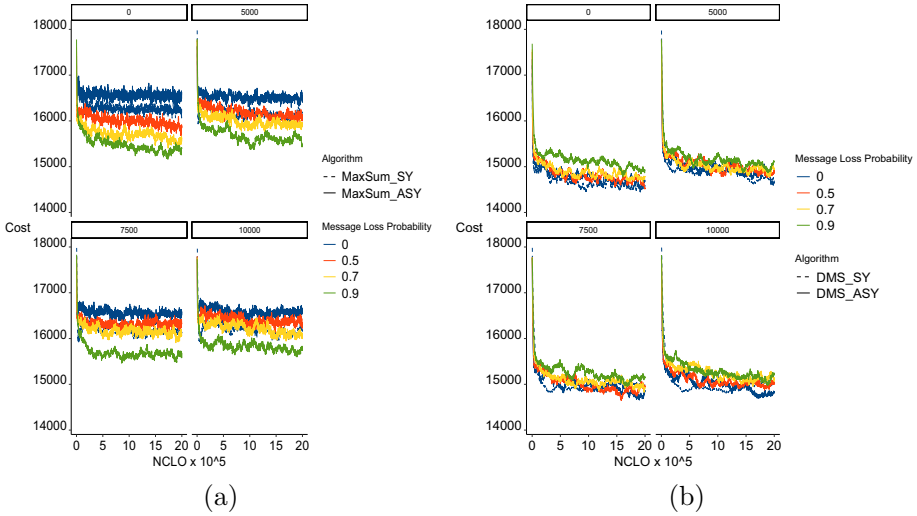 0 5000
18000
17000
16000
15000
14000
Cost
7500 10000
18000
17000
16000
15000
14000
0 5 10 15 20 0 5 10 15 20
NCLO x 10^5
Algorithm
MaxSum_SY
MaxSum_ASY
Message Loss Probability
0
0.5
0.7
0.9
(a)
0 5000
18000
17000
16000
15000
14000
Cost
7500 10000
18000
17000
16000
15000
14000
0 5 10 15 20 0 5 10 15 20
NCLO x 10^5
Message Loss Probability
0
0.5
0.7
0.9
Algorithm
DMS_SY
DMS_ASY
(b)